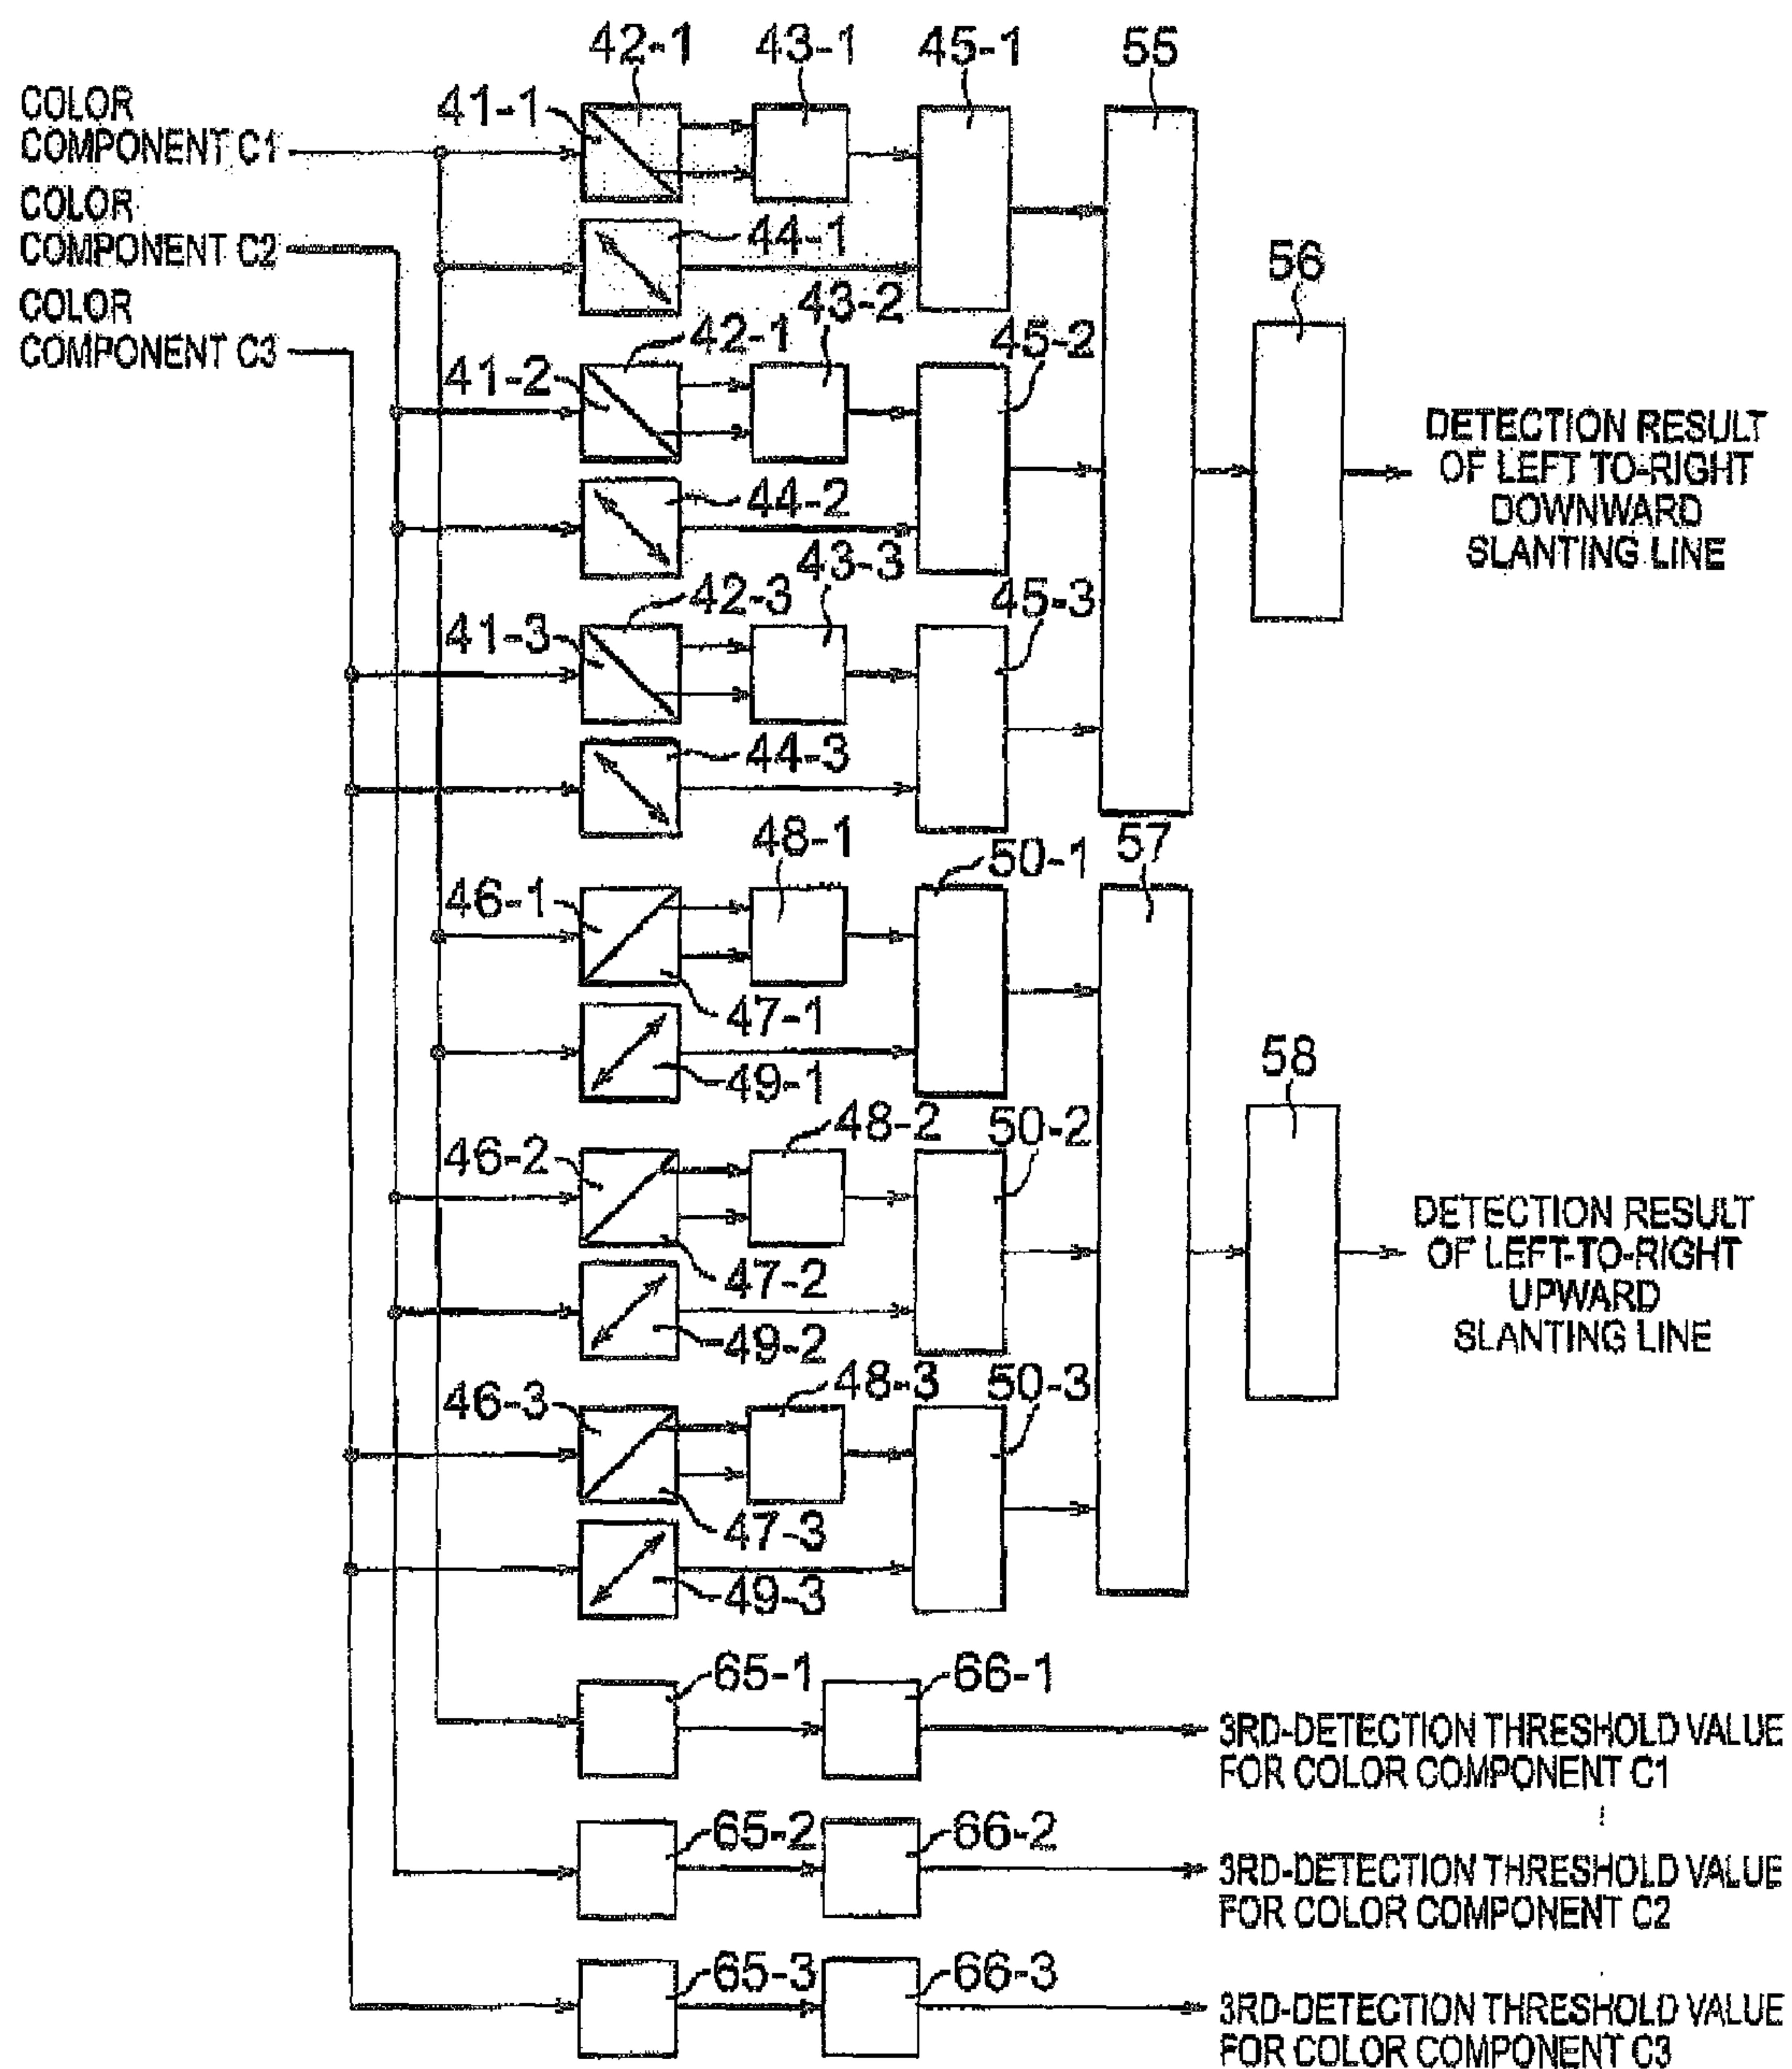 42-1 43-1 45-1 55
COLOR
COMPONENT C1
41-1
COLOR
COMPONENT C2
44-1
56
COLOR
COMPONENT C3
43-2
42-1
45-2
41-2
DETECTION RESULT
OF LEFT TO-RIGHT
DOWNWARD
SLANTING LINE
44-2
43-3
42-3
45-3
41-3
44-3
48-1
50-1
57
46-1
47-1
49-1
58
48-2
50-2
46-2
DETECTION RESULT
OF LEFT-TO-RIGHT
UPWARD
SLANTING LINE
47-2
49-2
48-3
50-3
46-3
47-3
49-3
65-1 66-1
3RD-DETECTION THRESHOLD VALUE
FOR COLOR COMPONENT C1
65-2 66-2
3RD-DETECTION THRESHOLD VALUE
FOR COLOR COMPONENT C2
65-3 66-3
3RD-DETECTION THRESHOLD VALUE
FOR COLOR COMPONENT C3